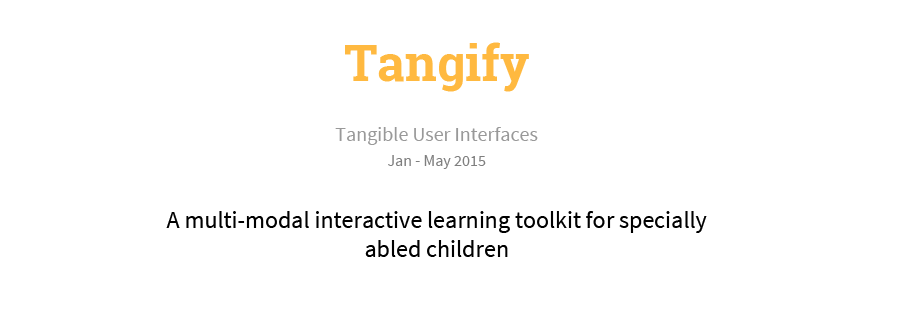 Tangify
Tangible User Interfaces
Jan - May 2015
A multi-modal interactive learning toolkit for specially
abled children